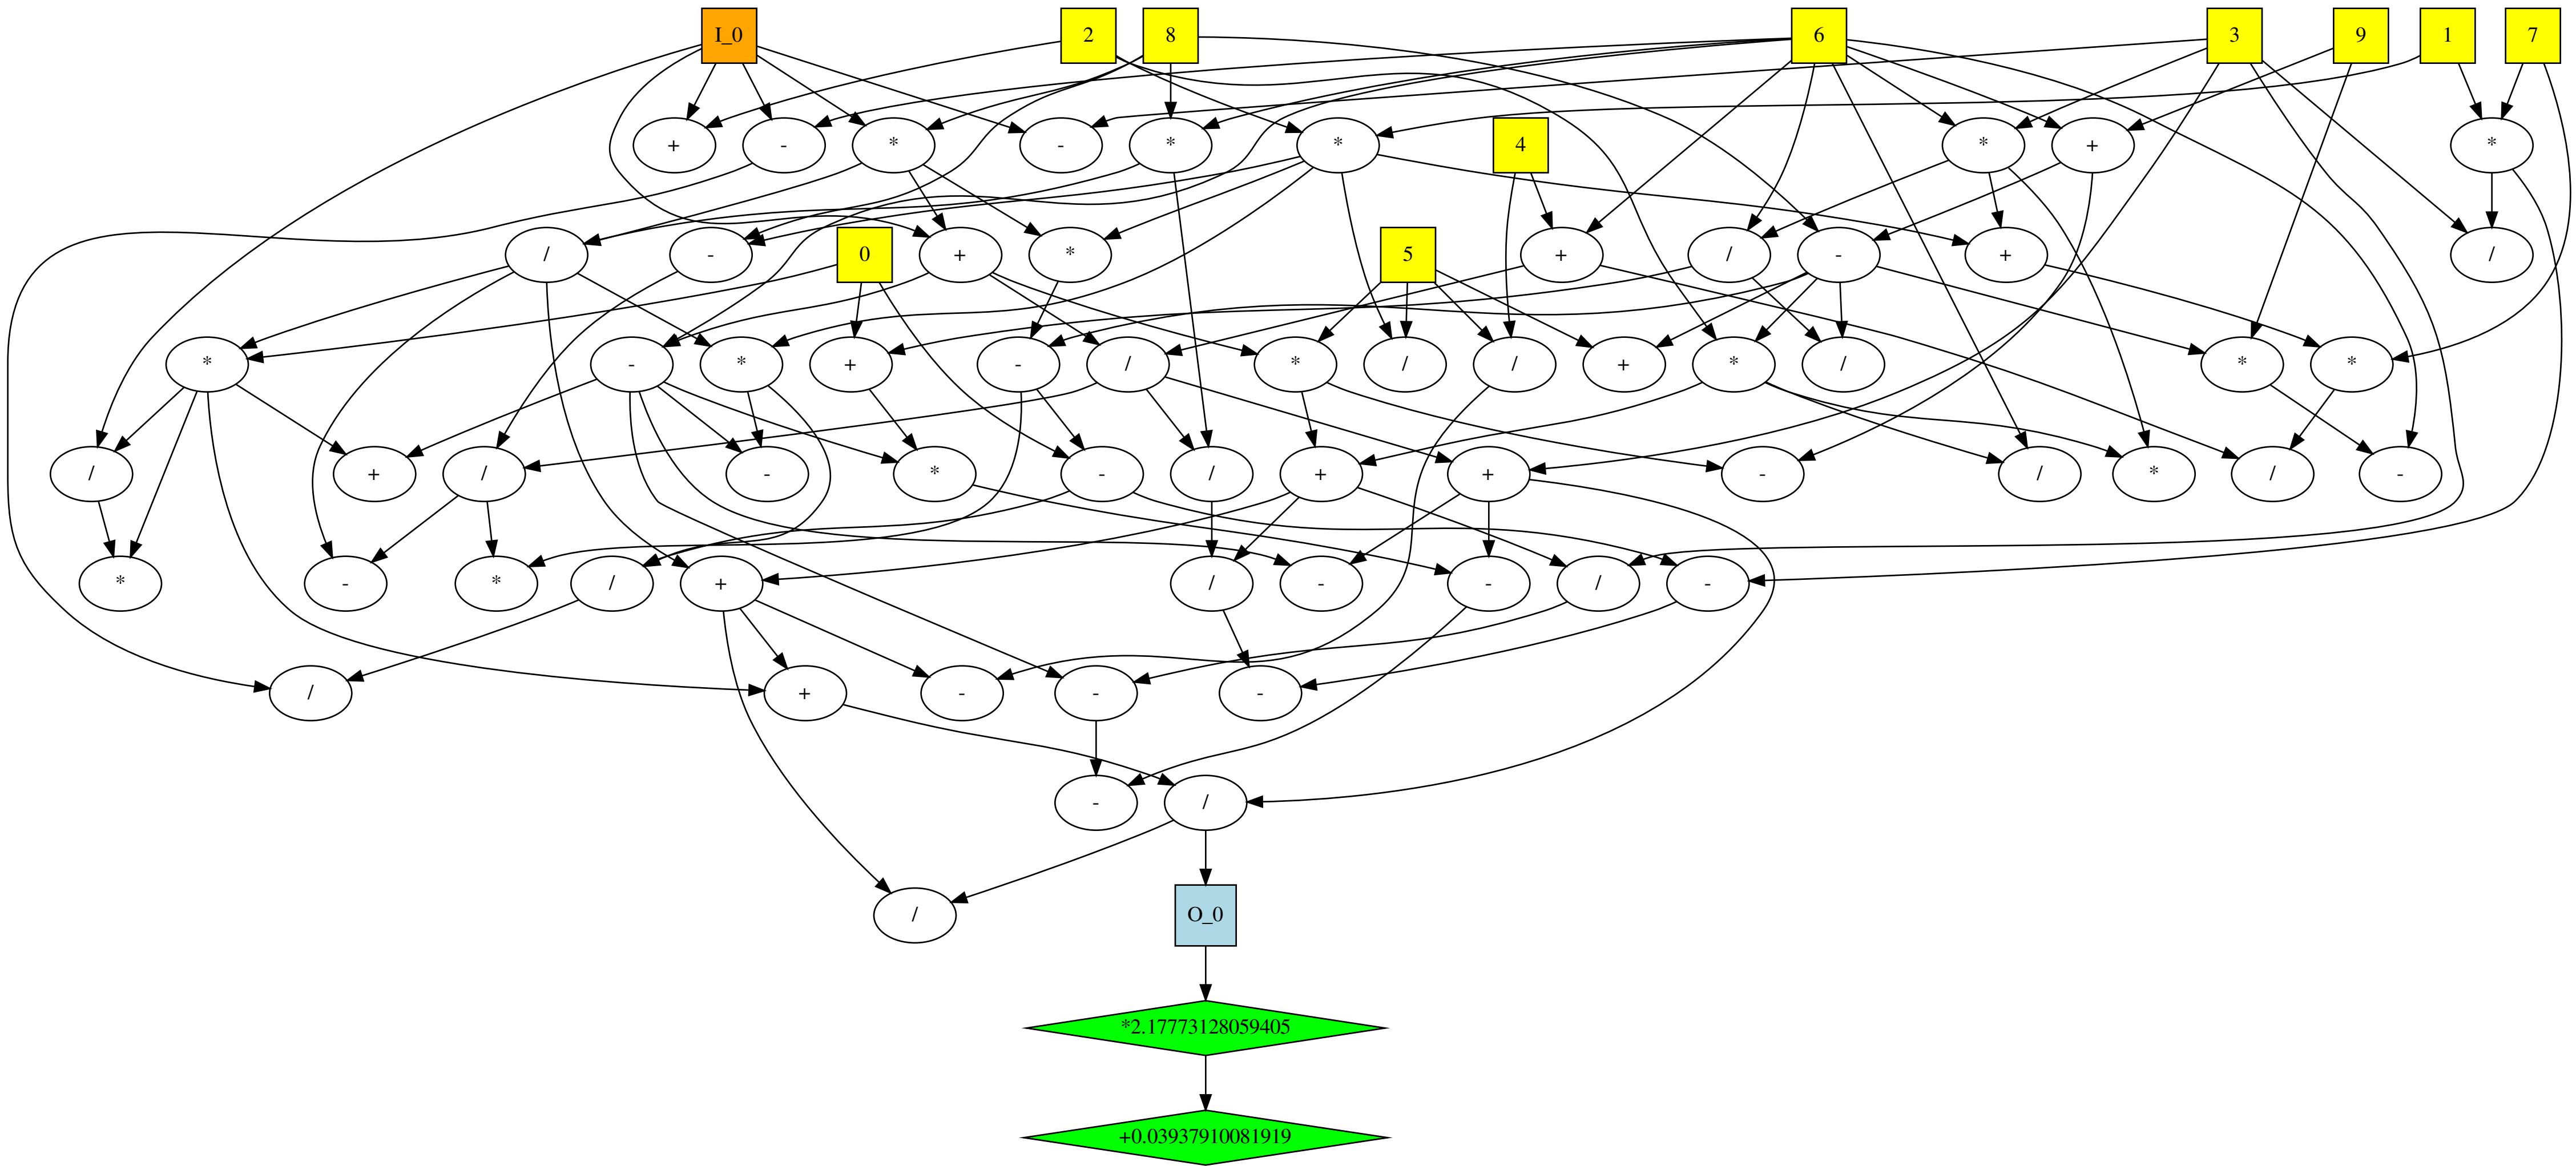 I_0 2 8 6 3 9 1 7
+ - * - * * 4 * + *
/ - 0 + * 5 + / - + /
* - * + - / * / / + * / * *
/ + / - * - / + + - / * / -
* - * / + / - - / -
/ + - - -
- /
/ O_0
*2.17773128059405
+0.03937910081919